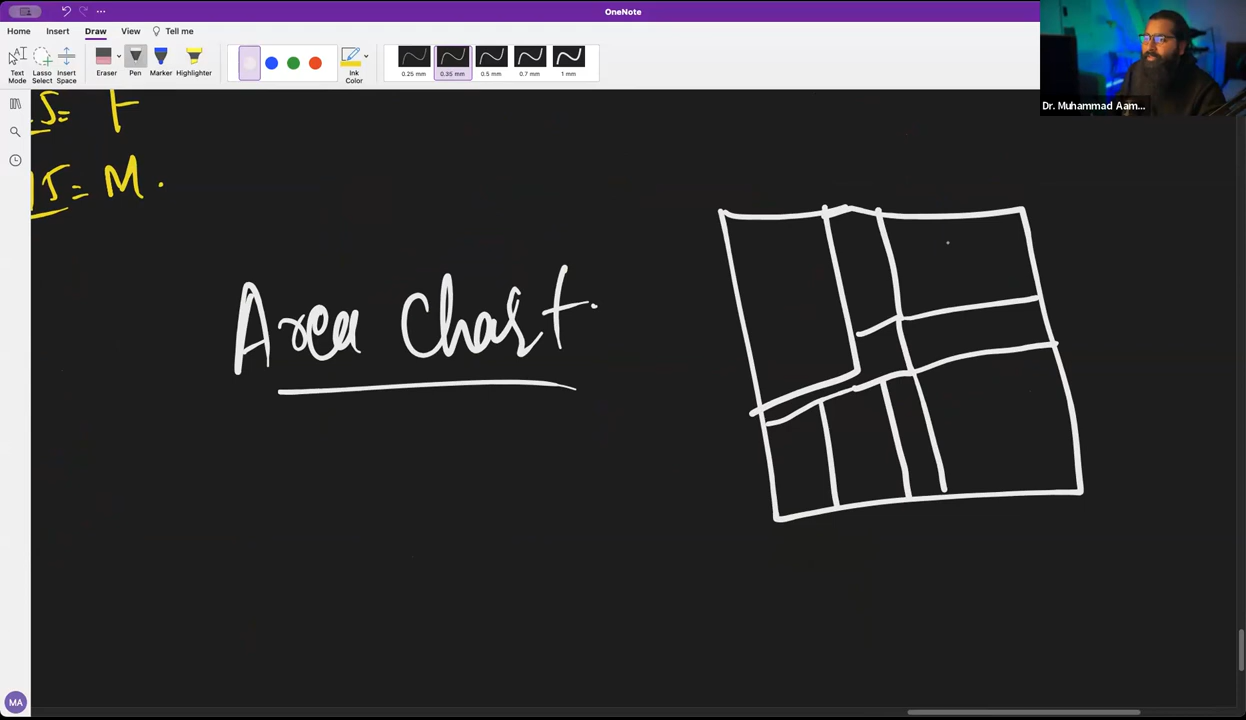 OneNote
Home Insert Draw View Tell me
Text Mode
Lasso Select
Insert Space
Eraser
Pen
Marker
Highlighter
Ink Color
0.25 mm
0.35 mm
0.5 mm
0.7 mm
1 mm
Dr. Muhammad Aam...
= M.
Area Chart.
MA